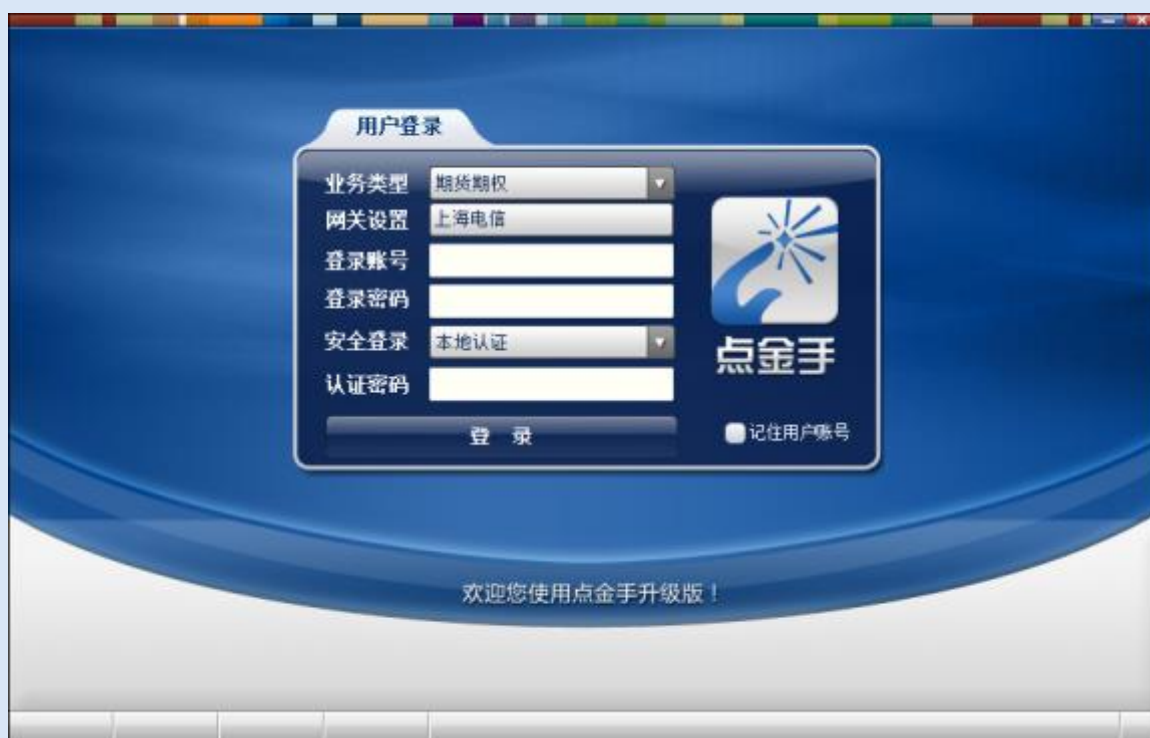 用户登录
业务类型 期货期权
网关设置 上海电信
登录账号
登录密码
安全登录 本地认证
认证密码
点金手
登 录
记住用户账号
欢迎您使用点金手升级版！